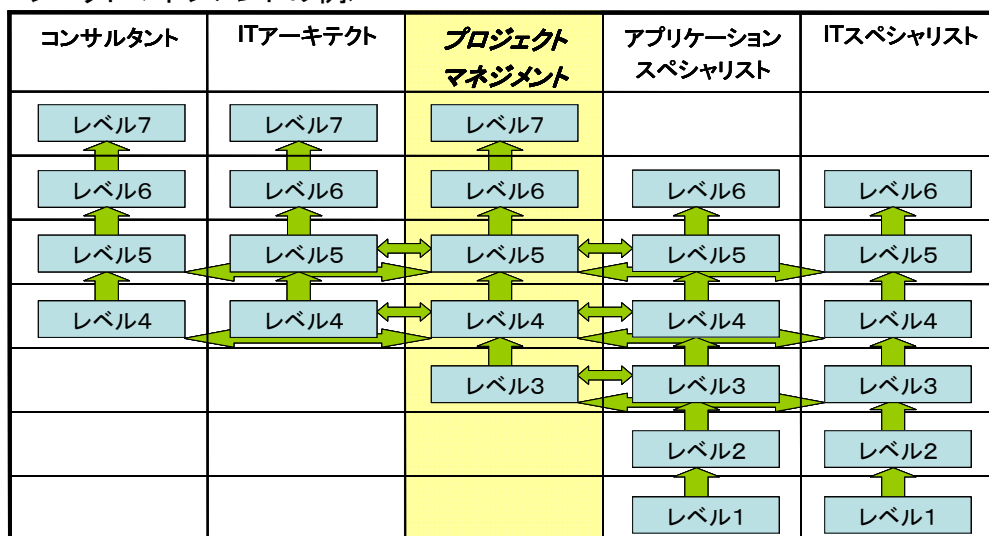 コンサルタント
ITアーキテクト
プロジェクト
マネジメント
アプリケーション
スペシャリスト
ITスペシャリスト
レベル7
レベル7
レベル7
レベル6
レベル6
レベル6
レベル6
レベル6
レベル5
レベル5
レベル5
レベル5
レベル5
レベル4
レベル4
レベル4
レベル4
レベル4
レベル3
レベル3
レベル3
レベル2
レベル2
レベル1
レベル1